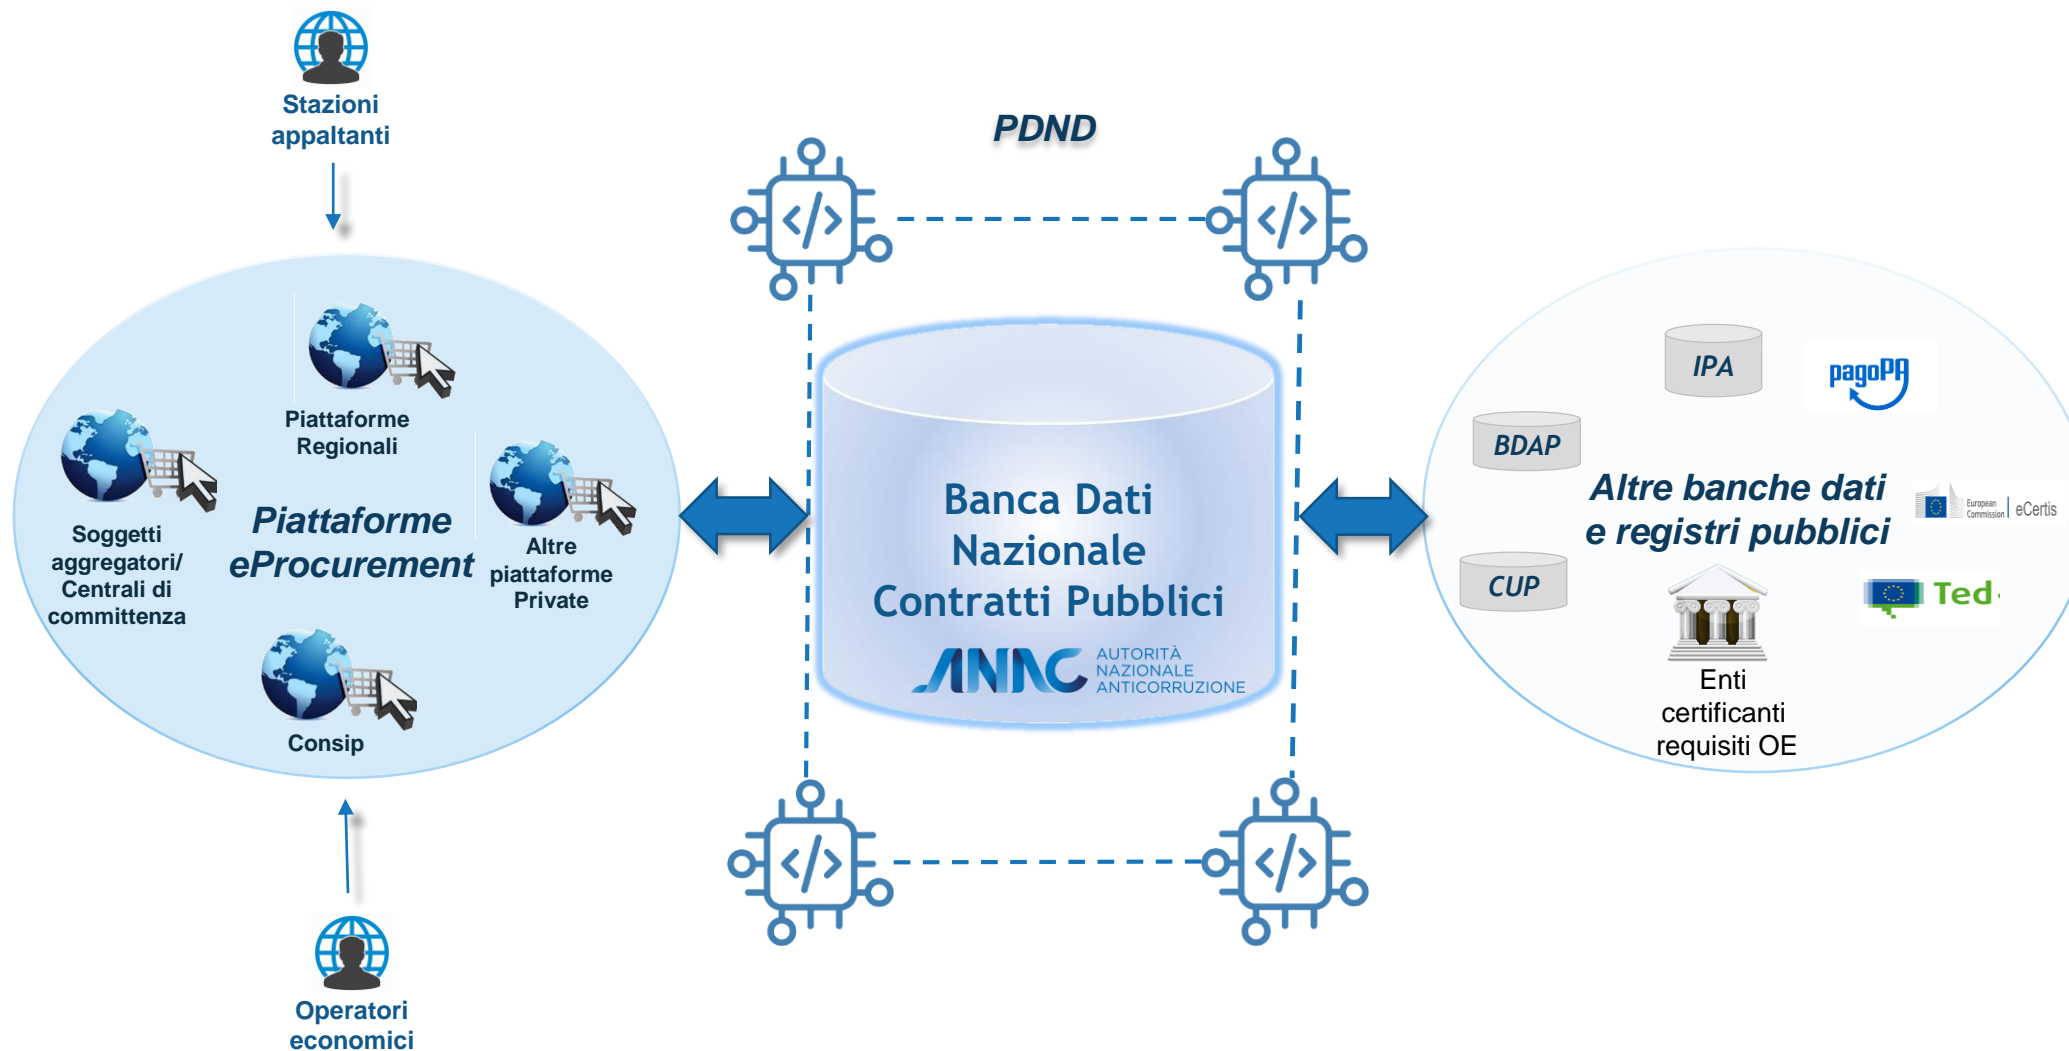 Stazioni
appaltanti
PDND
Piattaforme
Regionali
Soggetti
aggregatori/
Centrali di
committenza
Piattaforme
eProcurement
Altre
piattaforme
Private
Consip
Operatori
economici
</>
</>
</>
</>
Banca Dati
Nazionale
Contratti Pubblici
ANAC
AUTORITÀ
NAZIONALE
ANTICORRUZIONE
IPA
pagoPA
BDAP
Altre banche dati
e registri pubblici
European
Commission
eCertis
CUP
Ted
Enti
certificanti
requisiti OE